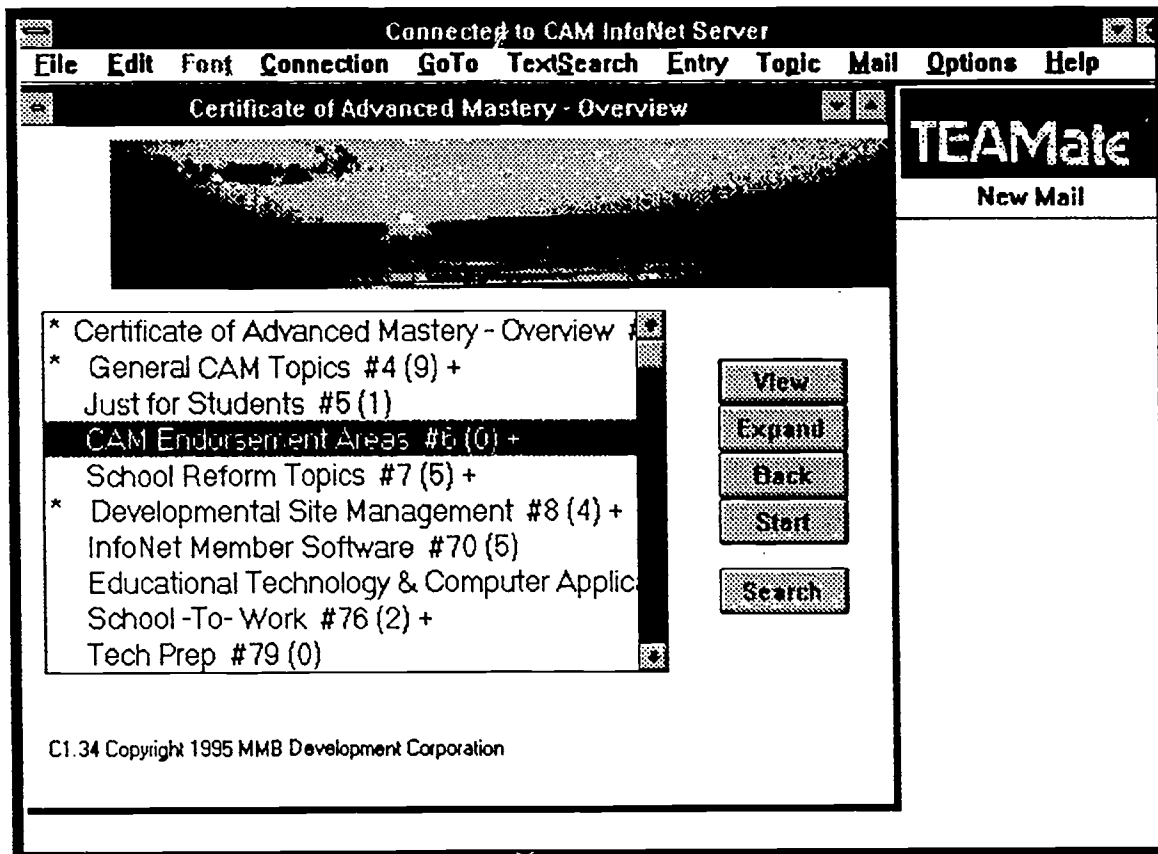 Connected to CAM InfoNet Server
File Edit Font Connection GoTo TextSearch Entry Topic Mail Options Help
Certificate of Advanced Mastery - Overview
TEAMate
New Mail
* Certificate of Advanced Mastery - Overview #
* General CAM Topics #4 (9) +
Just for Students #5 (1)
CAM Endorsement Areas #6 (0) +
School Reform Topics #7 (5) +
* Developmental Site Management #8 (4) +
InfoNet Member Software #70 (5)
Educational Technology & Computer Applica
School -To- Work #76 (2) +
Tech Prep #79 (0)
View
Expand
Back
Start
Search
C1.34 Copyright 1995 MMB Development Corporation